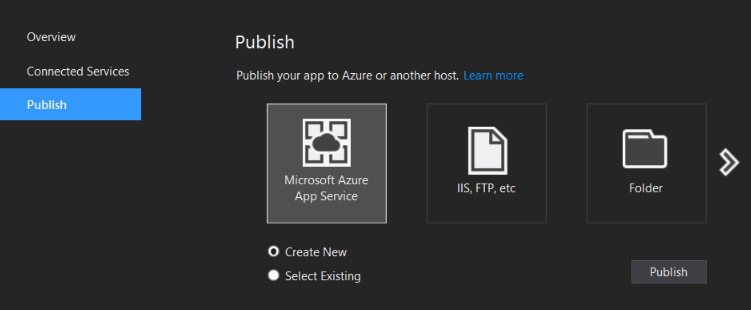 Overview
Connected Services
Publish
Publish
Publish your app to Azure or another host. Learn more
Microsoft Azure
App Service
IIS, FTP, etc
Folder
Create New
Select Existing
Publish